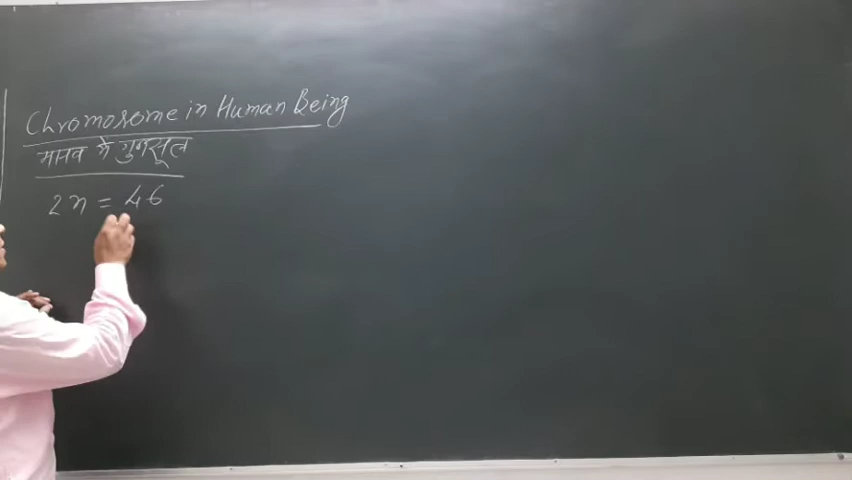 Chromosome in Human Being
मानव में गुणसूत्र
2n = 46